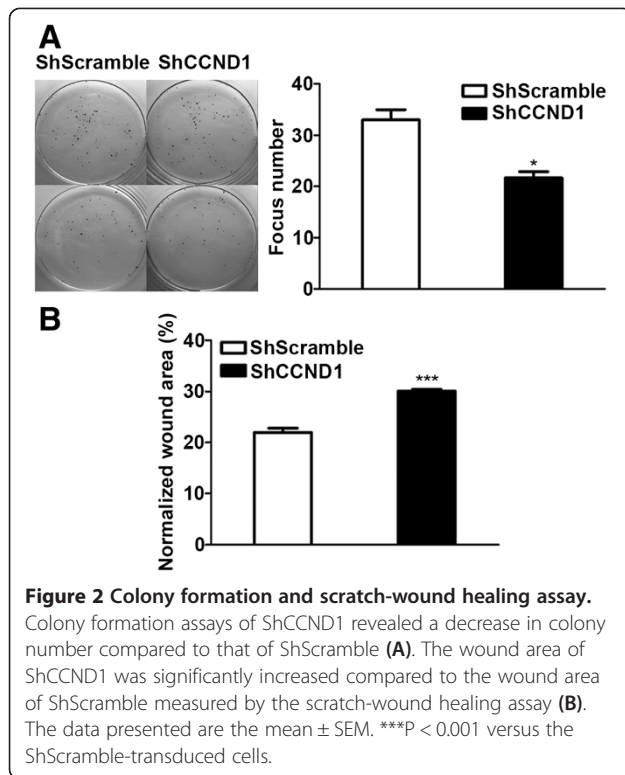 A
ShScramble ShCCND1
ShScramble
ShCCND1
Focus number
40
30
20
10
0
*
B
Normalized wound area (%)
40
30
20
10
0
ShScramble
ShCCND1
***
Figure 2 Colony formation and scratch-wound healing assay.
Colony formation assays of ShCCND1 revealed a decrease in colony
number compared to that of ShScramble (A). The wound area of
ShCCND1 was significantly increased compared to the wound area
of ShScramble measured by the scratch-wound healing assay (B).
The data presented are the mean ± SEM. ***P < 0.001 versus the
ShScramble-transduced cells.